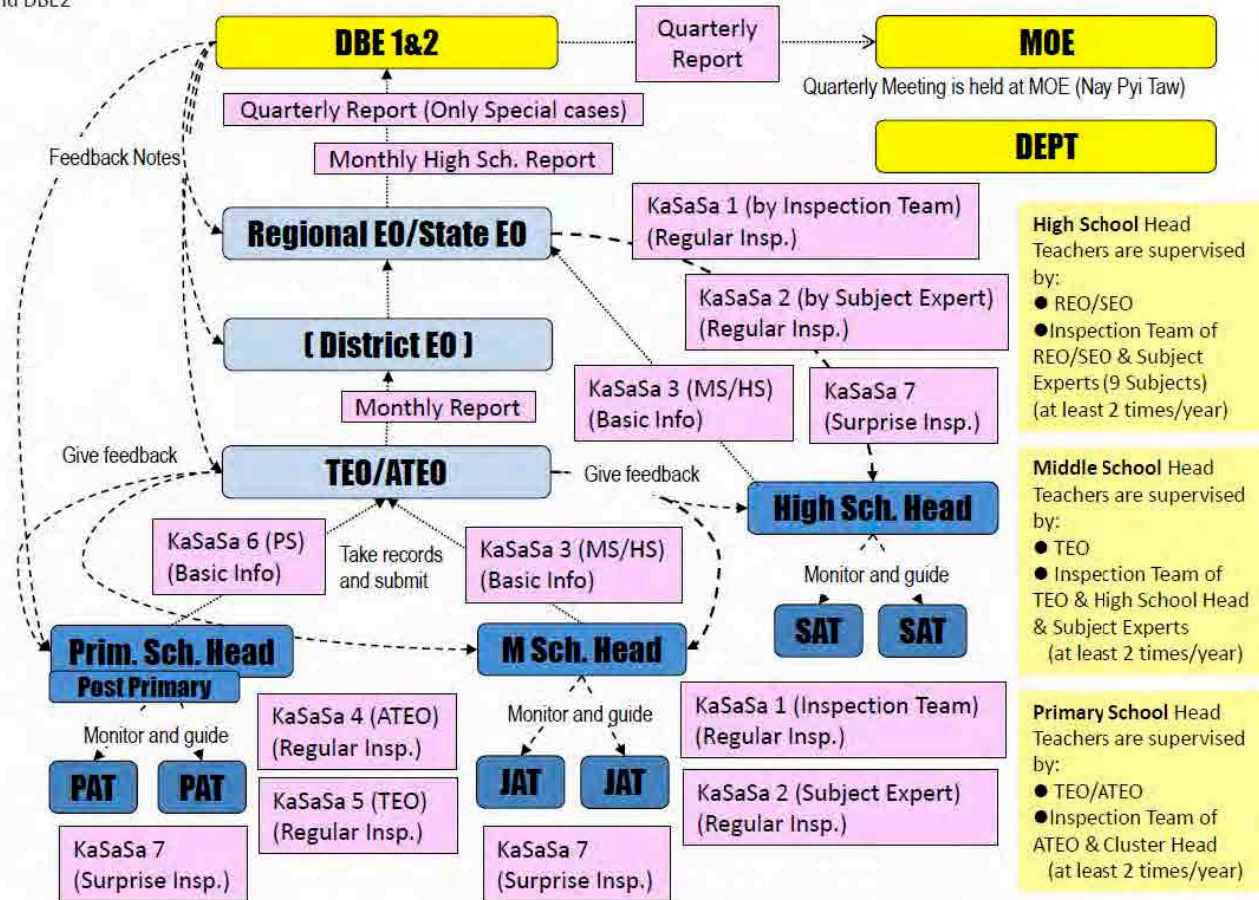 DBE2
DBE 1&2
Quarterly
Report
MOE
Quarterly Meeting is held at MOE (Nay Pyi Taw)
Quarterly Report (Only Special cases)
DEPT
Feedback Notes
Monthly High Sch. Report
KaSaSa 1 (by Inspection Team)
(Regular Insp.)
Regional EO/State EO
KaSaSa 2 (by Subject Expert)
(Regular Insp.)
[ District EO ]
KaSaSa 3 (MS/HS)
(Basic Info)
KaSaSa 7
(Surprise Insp.)
Monthly Report
Give feedback
TEO/ATEO
Give feedback
High Sch. Head
KaSaSa 6 (PS)
(Basic Info)
Take records
and submit
KaSaSa 3 (MS/HS)
(Basic Info)
Monitor and guide
SAT
SAT
Prim. Sch. Head
Post Primary
M Sch. Head
Monitor and guide
PAT
PAT
KaSaSa 4 (ATEO)
(Regular Insp.)
KaSaSa 5 (TEO)
(Regular Insp.)
KaSaSa 7
(Surprise Insp.)
Monitor and guide
JAT
JAT
KaSaSa 7
(Surprise Insp.)
KaSaSa 1 (Inspection Team)
(Regular Insp.)
KaSaSa 2 (Subject Expert)
(Regular Insp.)
High School Head
Teachers are supervised
by:
● REO/SEO
●Inspection Team of
REO/SEO & Subject
Experts (9 Subjects)
(at least 2 times/year)
Middle School Head
Teachers are supervised
by:
● TEO
● Inspection Team of
TEO & High School Head
& Subject Experts
(at least 2 times/year)
Primary School Head
Teachers are supervised
by:
● TEO/ATEO
●Inspection Team of
ATEO & Cluster Head
(at least 2 times/year)